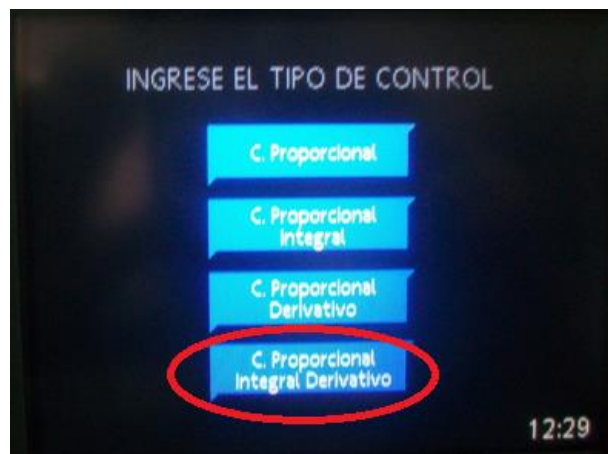 INGRESE EL TIPO DE CONTROL
C. Proporcional
C. Proporcional
Integral
C. Proporcional
Derivativo
C. Proporcional
Integral Derivativo
12:29